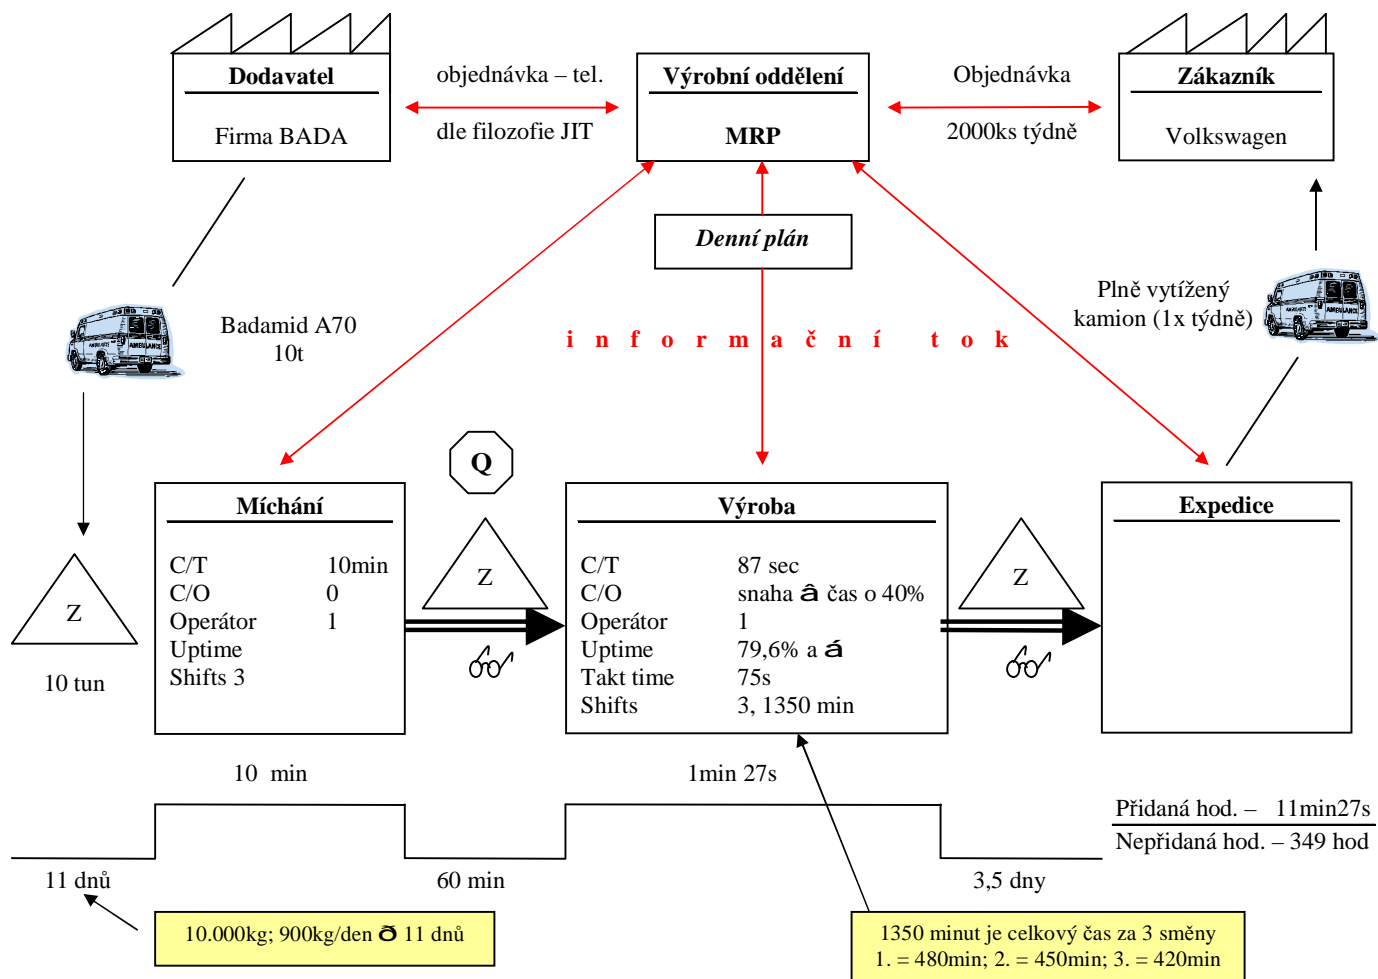 Dodavatel
Firma BADA
objednávka – tel.
dle filozofie JIT
Výrobní oddělení
MRP
Objednávka
2000ks týdně
Zákazník
Volkswagen
Denní plán
Badamid A70
10t
Plně vytížený
kamion (1x týdně)
AMBULANCE
AMBULANCE
informační tok
Q
Z
10 tun
Míchání
C/T 10min
C/O 0
Operátor 1
Uptime
Shifts 3
Z
Výroba
C/T 87 sec
C/O snaha â čas o 40%
Operátor 1
Uptime 79,6% a á
Takt time 75s
Shifts 3, 1350 min
Z
Expedice
10 min
1min 27s
Přidaná hod. – 11min27s
Nepřidaná hod. – 349 hod
11 dnů
60 min
3,5 dny
10.000kg; 900kg/den ð 11 dnů
1350 minut je celkový čas za 3 směny
1. = 480min; 2. = 450min; 3. = 420min